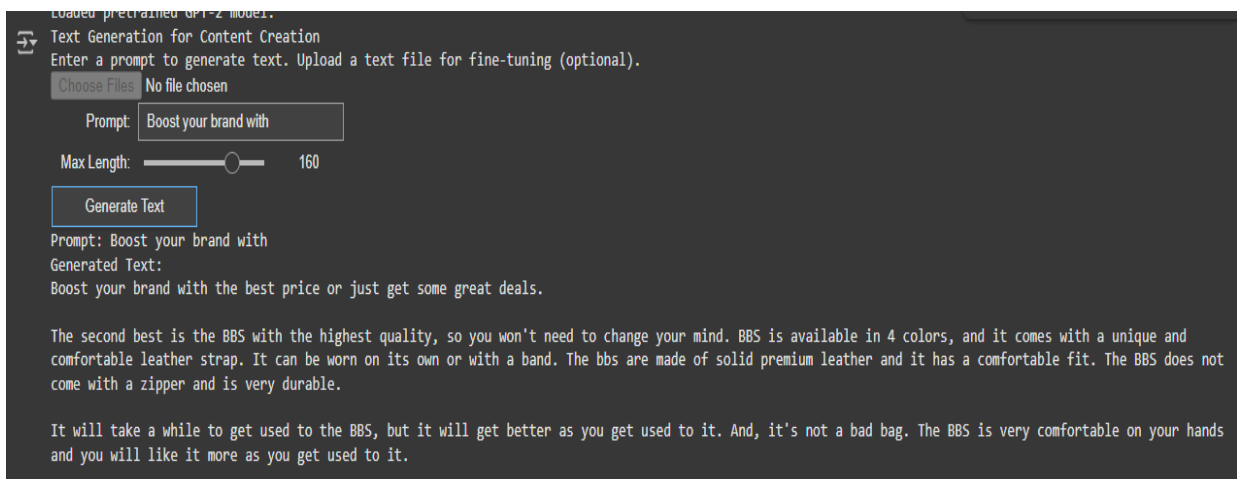 Loaded pretrained GPT-2 model.
Text Generation for Content Creation
Enter a prompt to generate text. Upload a text file for fine-tuning (optional).
Choose Files No file chosen
Prompt: Boost your brand with
Max Length: 160
Generate Text
Prompt: Boost your brand with
Generated Text:
Boost your brand with the best price or just get some great deals.
The second best is the BBS with the highest quality, so you won't need to change your mind. BBS is available in 4 colors, and it comes with a unique and
comfortable leather strap. It can be worn on its own or with a band. The bbs are made of solid premium leather and it has a comfortable fit. The BBS does not
come with a zipper and is very durable.
It will take a while to get used to the BBS, but it will get better as you get used to it. And, it's not a bad bag. The BBS is very comfortable on your hands
and you will like it more as you get used to it.